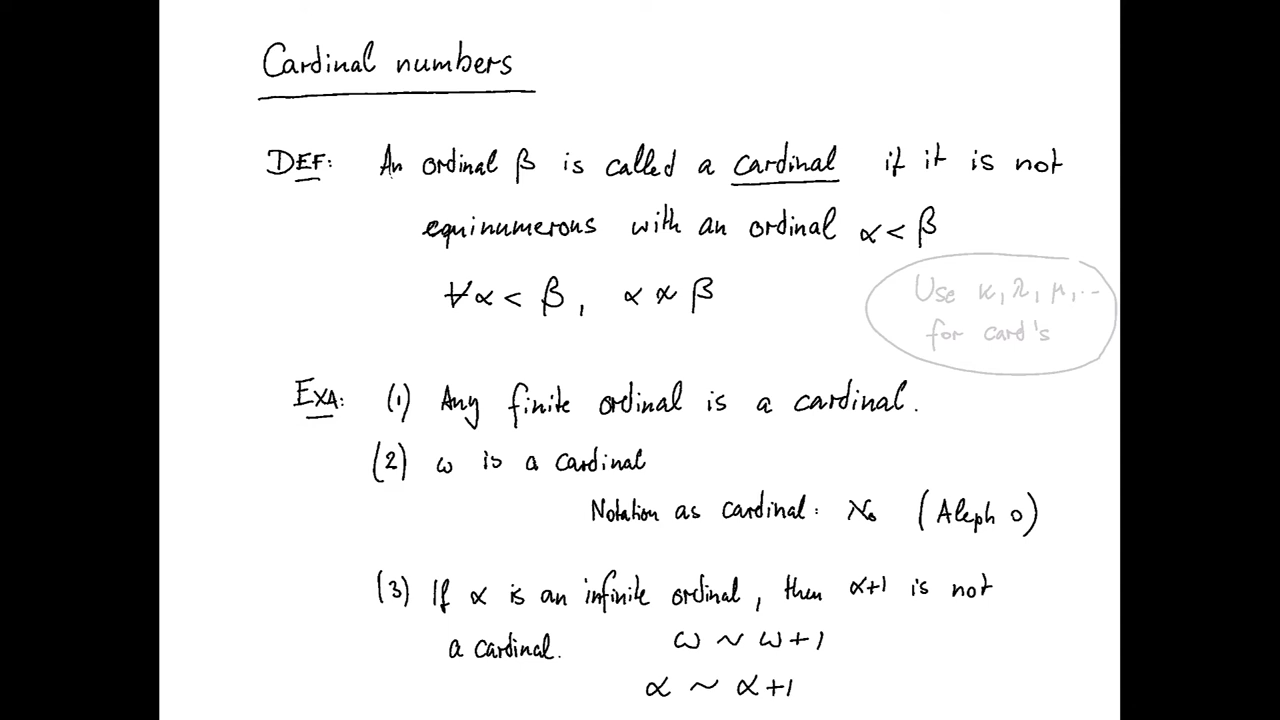 Cardinal numbers
DEF: An ordinal β is called a cardinal if it is not
equinumerous with an ordinal α < β
∀α < β, α ≁ β
Use κ, λ, μ, ...
for card's
EXA: (1) Any finite ordinal is a cardinal.
(2) ω is a cardinal
Notation as cardinal: ℵ₀ (Aleph 0)
(3) If α is an infinite ordinal, then α+1 is not
a cardinal. ω ~ ω+1
α ~ α+1